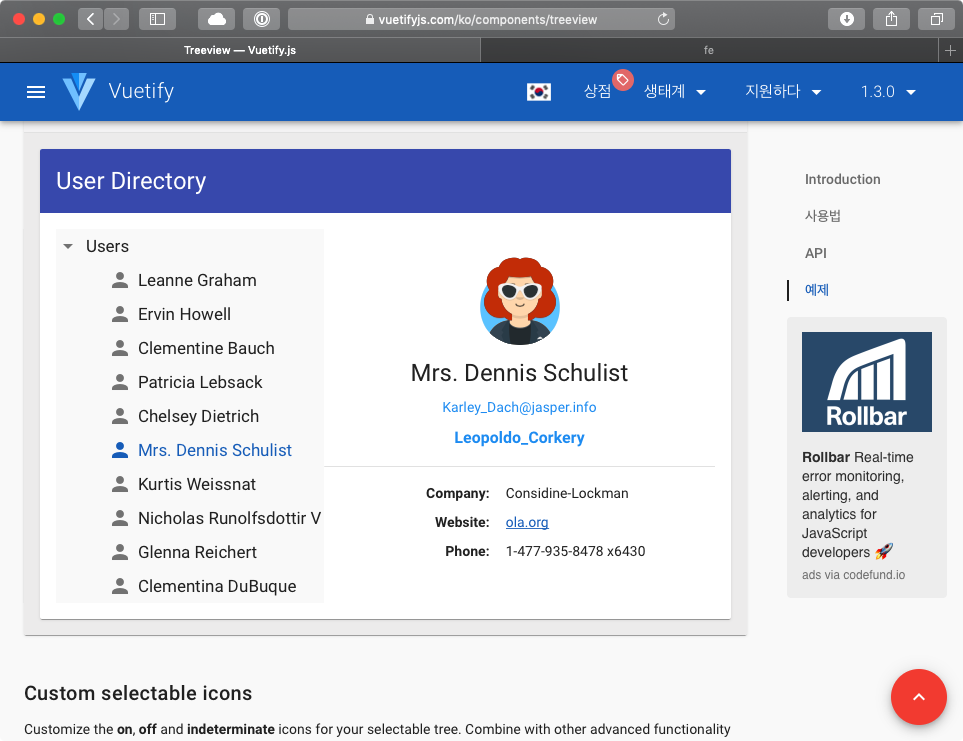 vuetifyjs.com/ko/components/treeview
Treeview — Vuetify.js
fe
Vuetify
상점
생태계
지원하다
1.3.0
User Directory
Users
Leanne Graham
Ervin Howell
Clementine Bauch
Patricia Lebsack
Chelsey Dietrich
Mrs. Dennis Schulist
Kurtis Weissnat
Nicholas Runolfsdottir V
Glenna Reichert
Clementina DuBuque
Mrs. Dennis Schulist
Karley_Dach@jasper.info
Leopoldo_Corkery
Company: Considine-Lockman
Website: ola.org
Phone: 1-477-935-8478 x6430
Introduction
사용법
API
예제
Rollbar
Rollbar Real-time
error monitoring,
alerting, and
analytics for
JavaScript
developers 🚀
ads via codefund.io
Custom selectable icons
Customize the on, off and indeterminate icons for your selectable tree. Combine with other advanced functionality